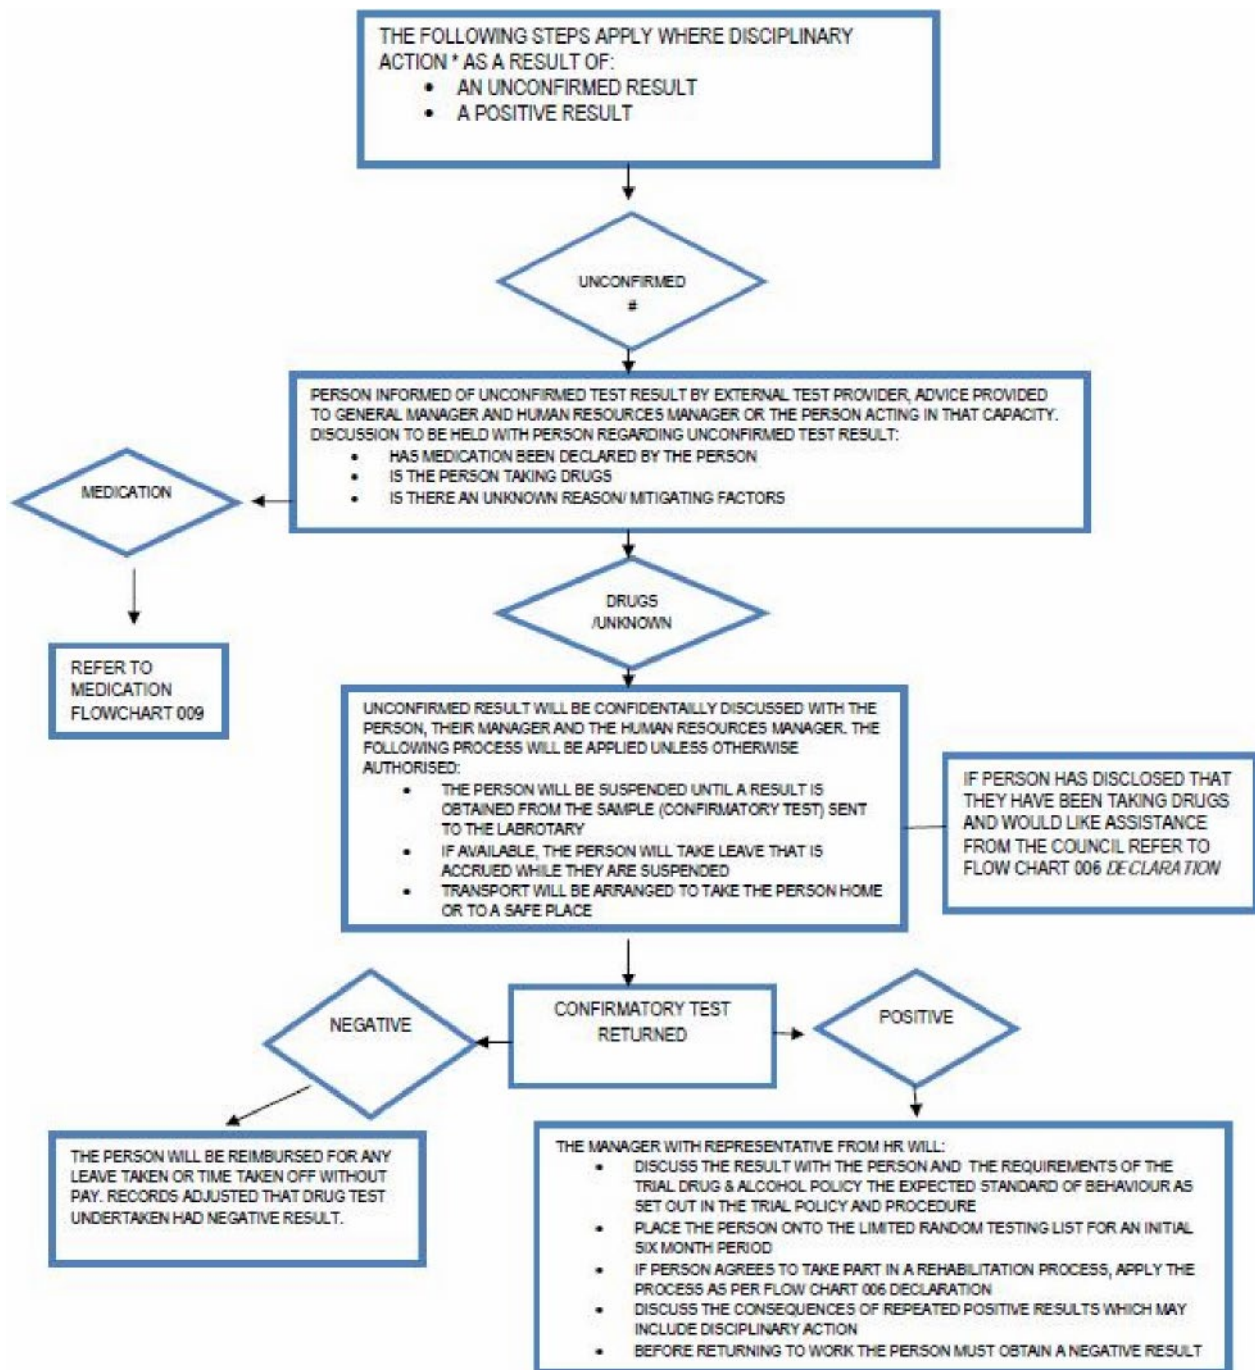 THE FOLLOWING STEPS APPLY WHERE DISCIPLINARY
ACTION * AS A RESULT OF:
• AN UNCONFIRMED RESULT
• A POSITIVE RESULT
UNCONFIRMED
#
PERSON INFORMED OF UNCONFIRMED TEST RESULT BY EXTERNAL TEST PROVIDER, ADVICE PROVIDED
TO GENERAL MANAGER AND HUMAN RESOURCES MANAGER OR THE PERSON ACTING IN THAT CAPACITY.
DISCUSSION TO BE HELD WITH PERSON REGARDING UNCONFIRMED TEST RESULT:
• HAS MEDICATION BEEN DECLARED BY THE PERSON
• IS THE PERSON TAKING DRUGS
• IS THERE AN UNKNOWN REASON/ MITIGATING FACTORS
MEDICATION
REFER TO
MEDICATION
FLOWCHART 009
DRUGS
/UNKNOWN
UNCONFIRMED RESULT WILL BE CONFIDENTAILLY DISCUSSED WITH THE
PERSON, THEIR MANAGER AND THE HUMAN RESOURCES MANAGER. THE
FOLLOWING PROCESS WILL BE APPLIED UNLESS OTHERWISE
AUTHORISED:
• THE PERSON WILL BE SUSPENDED UNTIL A RESULT IS
OBTAINED FROM THE SAMPLE (CONFIRMATORY TEST) SENT
TO THE LABROTARY
• IF AVAILABLE, THE PERSON WILL TAKE LEAVE THAT IS
ACCRUED WHILE THEY ARE SUSPENDED
• TRANSPORT WILL BE ARRANGED TO TAKE THE PERSON HOME
OR TO A SAFE PLACE
IF PERSON HAS DISCLOSED THAT
THEY HAVE BEEN TAKING DRUGS
AND WOULD LIKE ASSISTANCE
FROM THE COUNCIL REFER TO
FLOW CHART 006 DECLARATION
CONFIRMATORY TEST
RETURNED
NEGATIVE
POSITIVE
THE PERSON WILL BE REIMBURSED FOR ANY
LEAVE TAKEN OR TIME TAKEN OFF WITHOUT
PAY. RECORDS ADJUSTED THAT DRUG TEST
UNDERTAKEN HAD NEGATIVE RESULT.
THE MANAGER WITH REPRESENTATIVE FROM HR WILL:
• DISCUSS THE RESULT WITH THE PERSON AND THE REQUIREMENTS OF THE
TRIAL DRUG & ALCOHOL POLICY THE EXPECTED STANDARD OF BEHAVIOUR AS
SET OUT IN THE TRIAL POLICY AND PROCEDURE
• PLACE THE PERSON ONTO THE LIMITED RANDOM TESTING LIST FOR AN INITIAL
SIX MONTH PERIOD
• IF PERSON AGREES TO TAKE PART IN A REHABILITATION PROCESS, APPLY THE
PROCESS AS PER FLOW CHART 006 DECLARATION
• DISCUSS THE CONSEQUENCES OF REPEATED POSITIVE RESULTS WHICH MAY
INCLUDE DISCIPLINARY ACTION
• BEFORE RETURNING TO WORK THE PERSON MUST OBTAIN A NEGATIVE RESULT